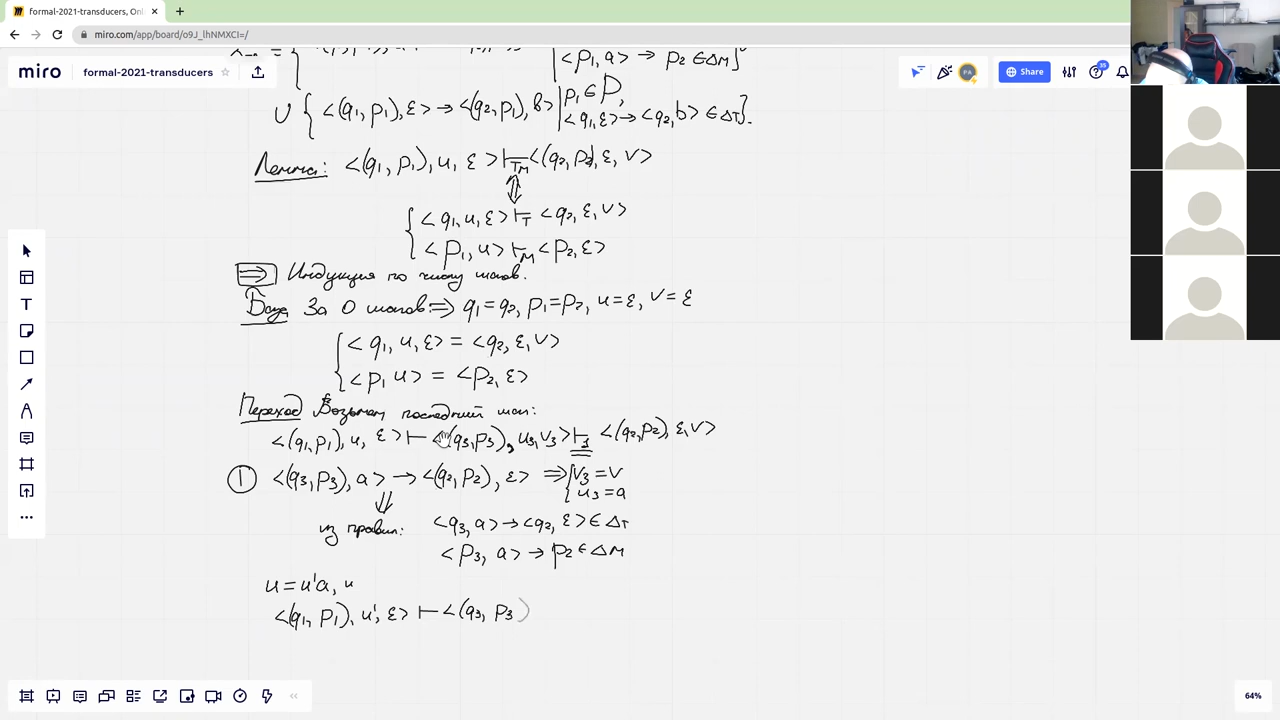 formal-2021-transducers, Onl
miro.com/app/board/o9J_lhNMXCI=/
miro
formal-2021-transducers
PA
Share
35
<p1, a> → p2 ∈ ΔM}
∪ { <(q1, p1), ε> → <(q2, p1), b> | p1 ∈ P,
<q1, ε> → <q2, b> ∈ ΔT}.
Лемма: <(q1, p1), u, ε> ⊢TM <(q2, p2), ε, v>
⇕
{ <q1, u, ε> ⊢T <q2, ε, v>
<p1, u> ⊢M <p2, ε>
⇒ Индукция по числу шагов.
База За 0 шагов ⇒ q1 = q2, p1 = p2, u = ε, v = ε
{ <q1, u, ε> = <q2, ε, v>
<p1 u> = <p2, ε>
Переход Возьмем последний шаг:
<(q1, p1), u, ε> ⊢ <(q3, p3), u3, v3> ⊢ <(q2, p2), ε, v>
① <(q3, p3), a> → <(q2, p2), ε> ⇒ { v3 = v
u3 = a
⇓
из правил: <q3, a> → <q2, ε> ∈ ΔT
<p3, a> → p2 ∈ ΔM
u = u'a, u
<(q1, p1), u', ε> ⊢ <(q3, p3)
64%